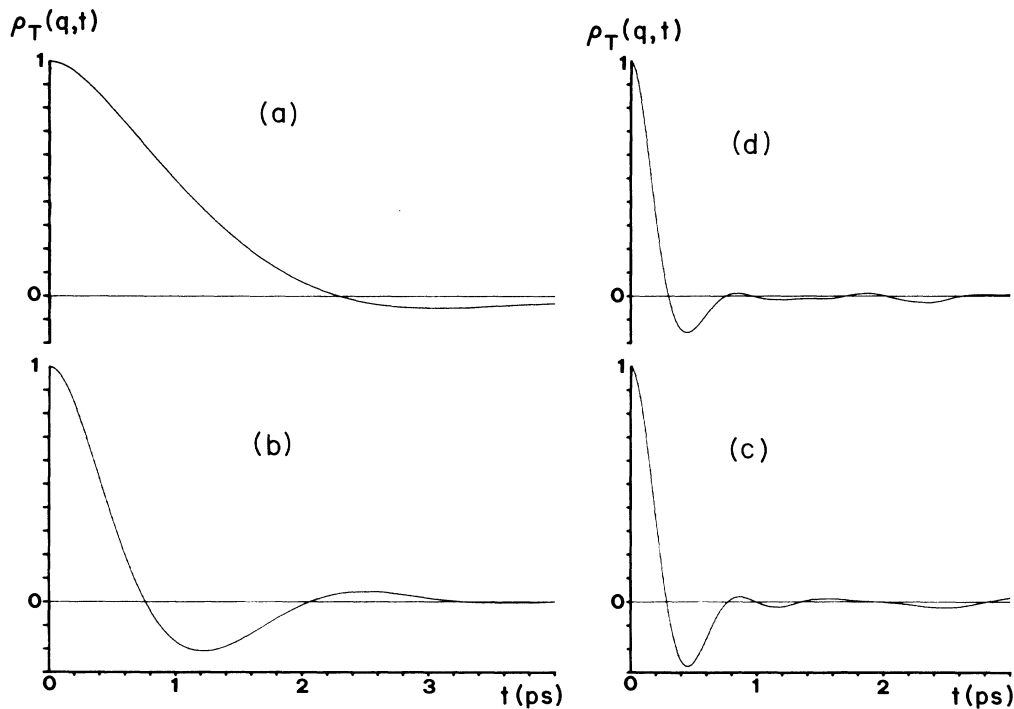 ρT(q,t)
1
(a)
0
1
(b)
0
0 1 2 3 t(ps)
ρT(q,t)
1
(d)
0
1
(c)
0
0 1 2 t(ps)